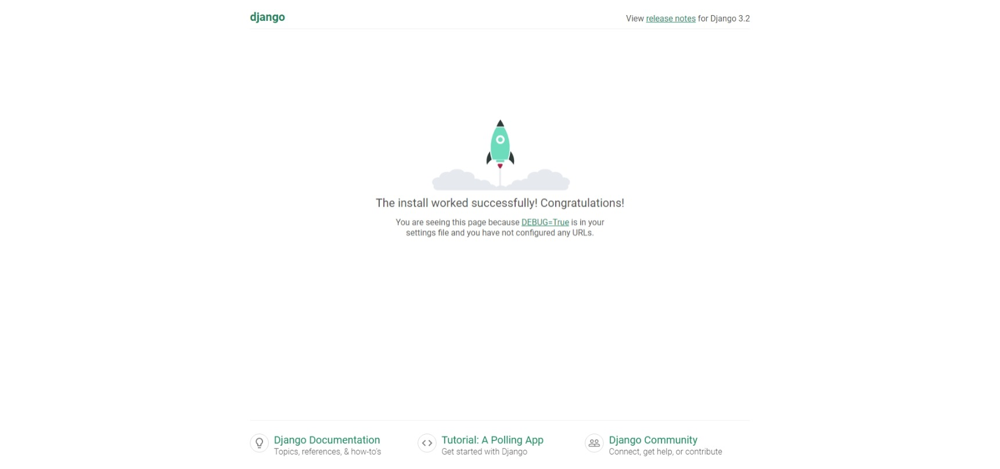 django
View release notes for Django 3.2
The install worked successfully! Congratulations!
You are seeing this page because DEBUG=True is in your
settings file and you have not configured any URLs.
Django Documentation
Topics, references, & how-to's
Tutorial: A Polling App
Get started with Django
Django Community
Connect, get help, or contribute